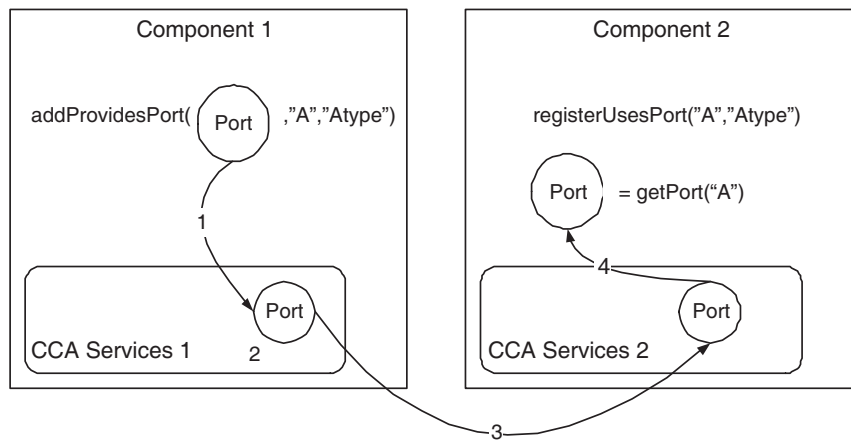 Component 1
addProvidesPort( Port ,"A","Atype")
1
Port
CCA Services 1
2
Component 2
registerUsesPort("A","Atype")
Port = getPort("A")
4
Port
CCA Services 2
3